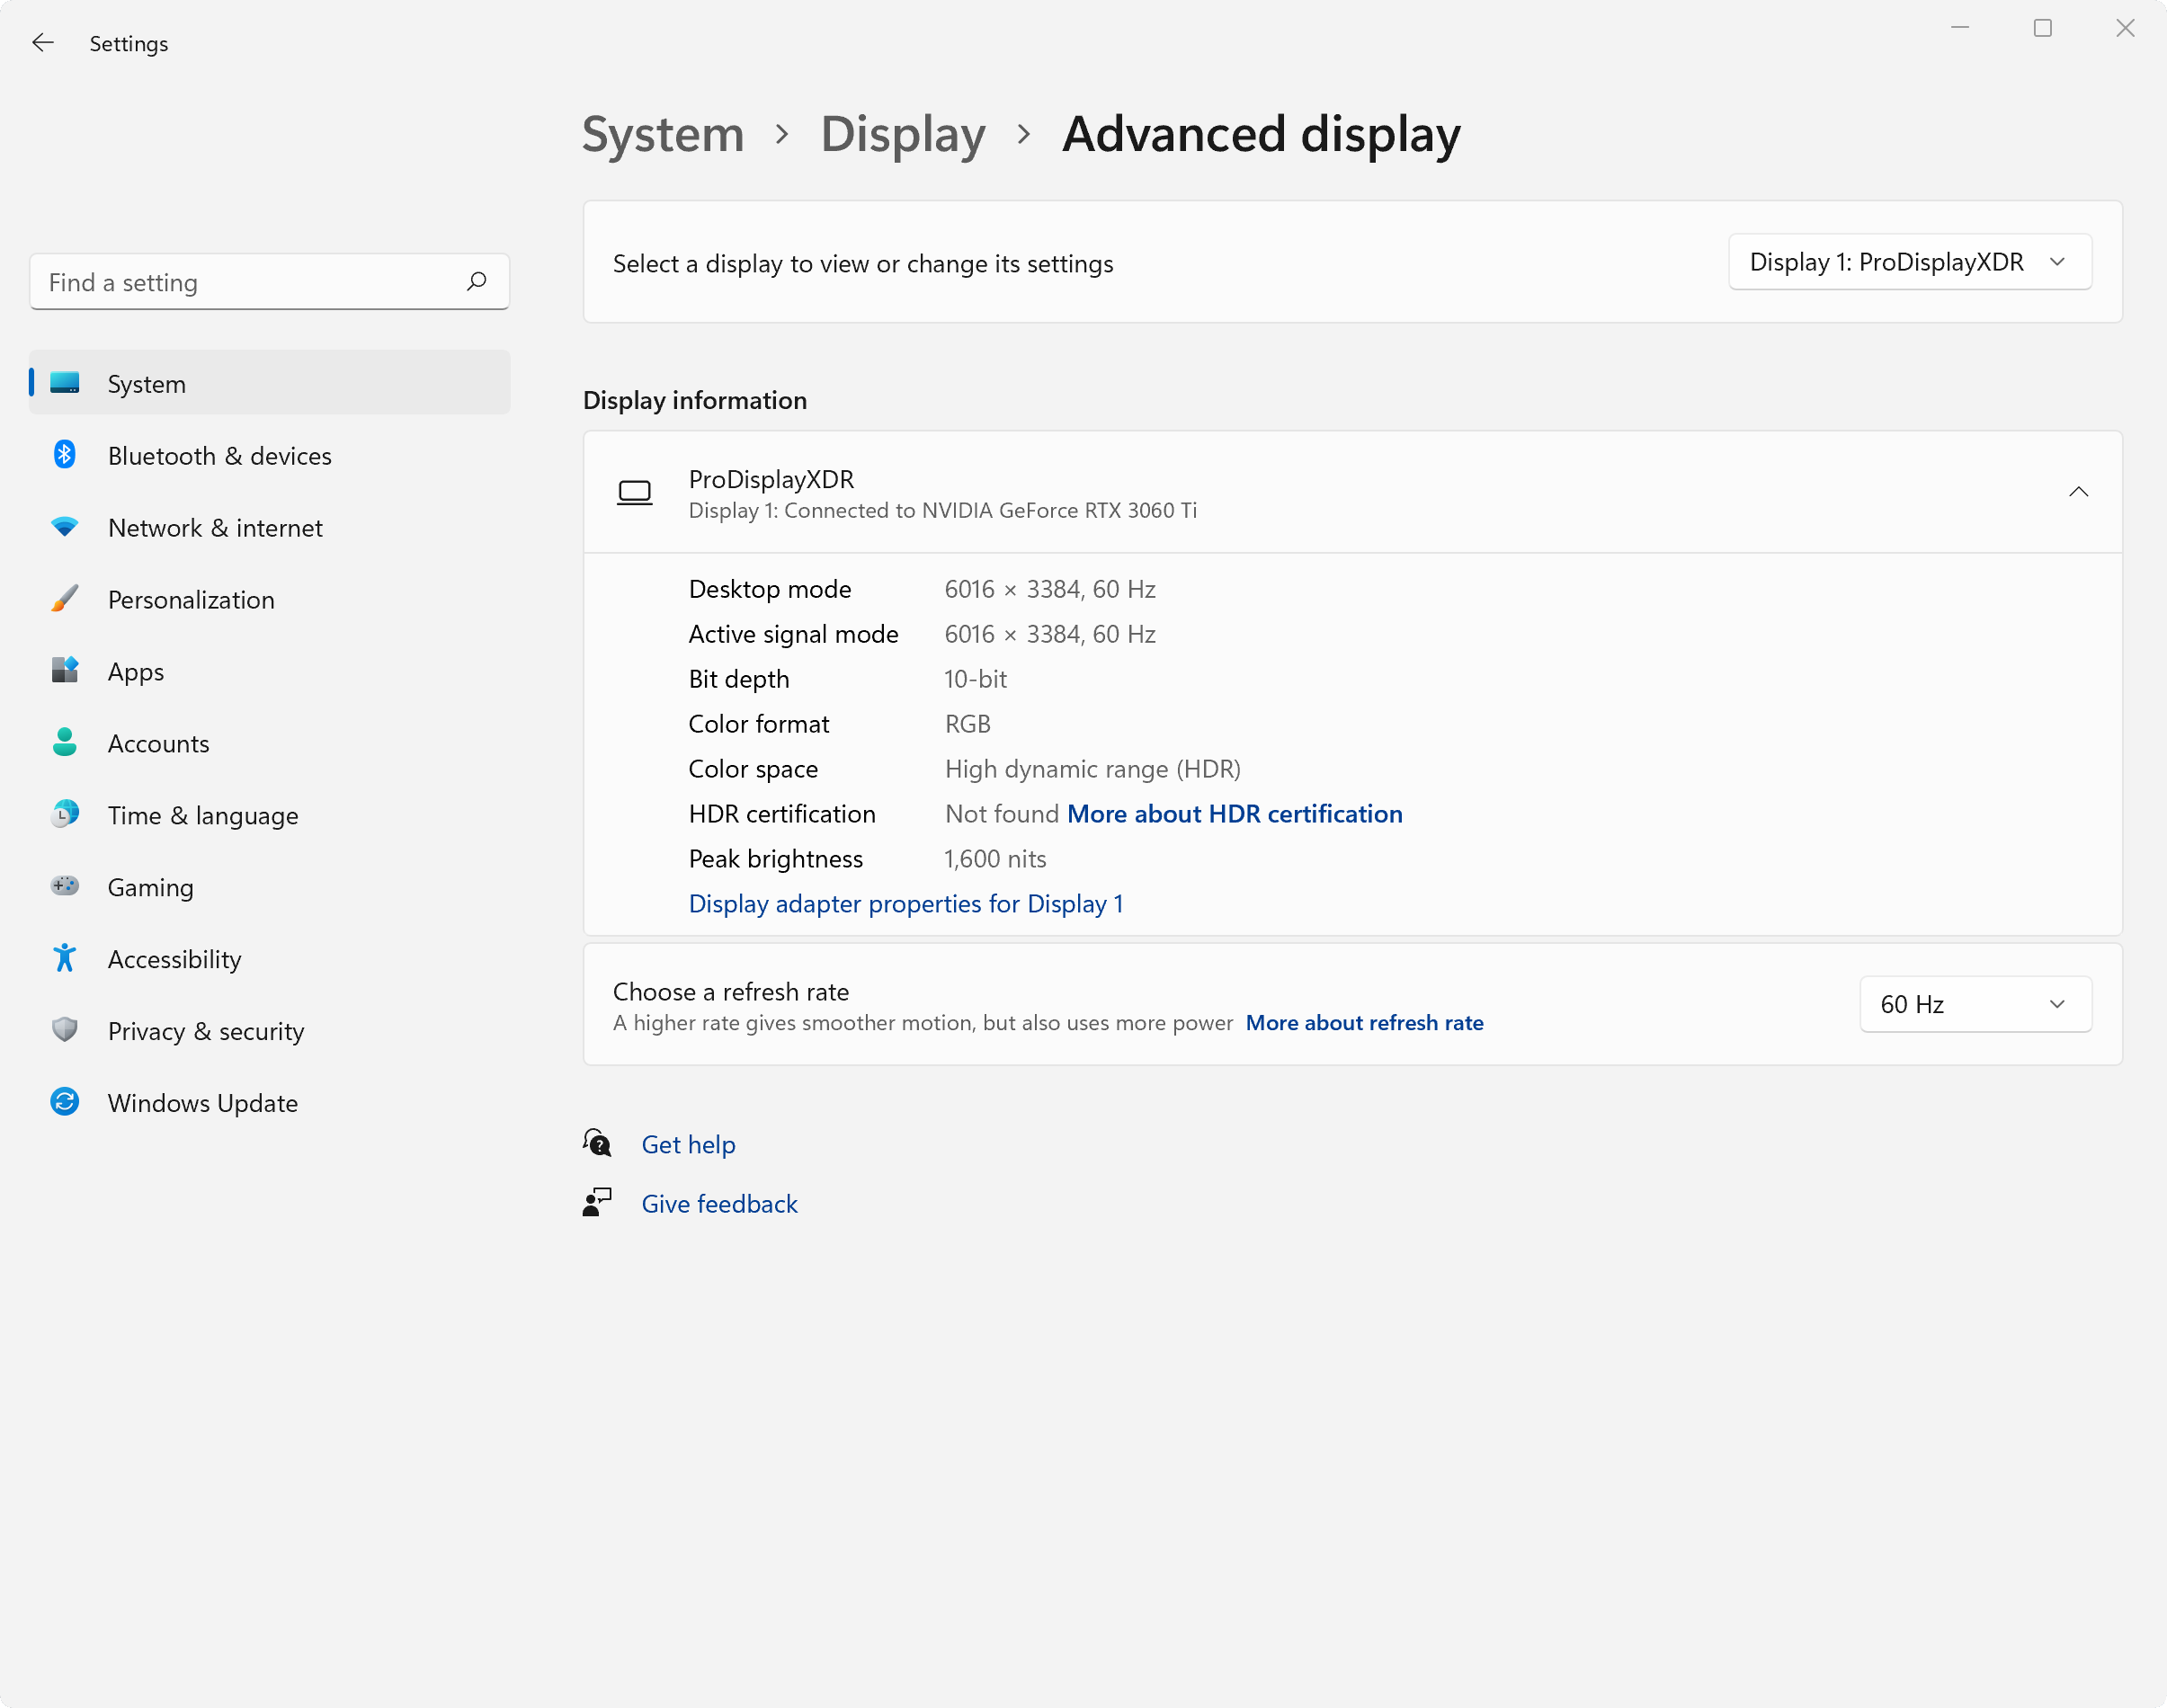 Settings
System > Display > Advanced display
Find a setting
System
Bluetooth & devices
Network & internet
Personalization
Apps
Accounts
Time & language
Gaming
Accessibility
Privacy & security
Windows Update
Select a display to view or change its settings
Display 1: ProDisplayXDR
Display information
ProDisplayXDR
Display 1: Connected to NVIDIA GeForce RTX 3060 Ti
Desktop mode 6016 × 3384, 60 Hz
Active signal mode 6016 × 3384, 60 Hz
Bit depth 10-bit
Color format RGB
Color space High dynamic range (HDR)
HDR certification Not found More about HDR certification
Peak brightness 1,600 nits
Display adapter properties for Display 1
Choose a refresh rate
A higher rate gives smoother motion, but also uses more power More about refresh rate
60 Hz
Get help
Give feedback